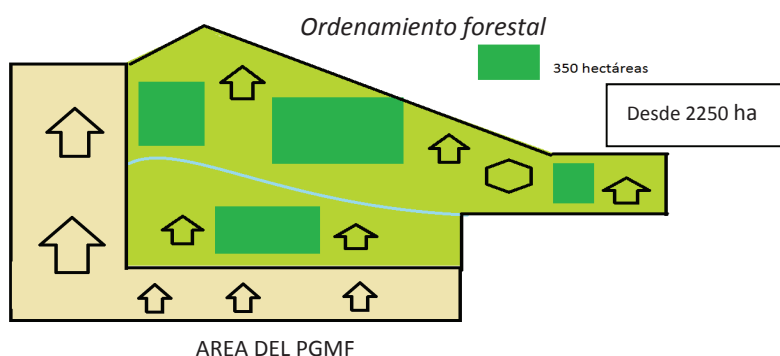 Ordenamiento forestal
350 hectáreas
Desde 2250 ha
AREA DEL PGMF